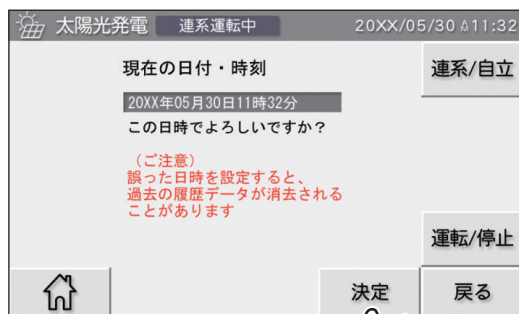 太陽光発電 連系運転中 20XX/05/30 11:32
現在の日付・時刻
連系/自立
20XX年05月30日11時32分
この日時でよろしいですか？
（ご注意）
誤った日時を設定すると、
過去の履歴データが消去される
ことがあります
運転/停止
決定 戻る